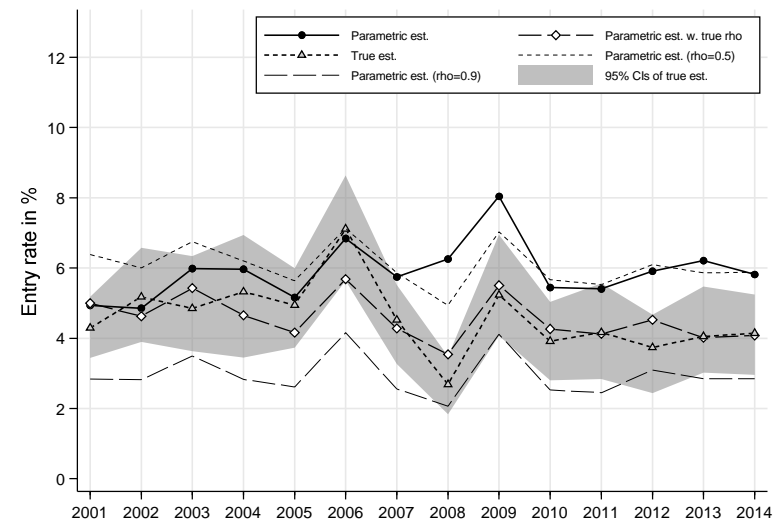 Parametric est.
Parametric est. w. true rho
True est.
Parametric est. (rho=0.5)
Parametric est. (rho=0.9)
95% CIs of true est.
12
10
8
6
4
2
0
Entry rate in %
2001 2002 2003 2004 2005 2006 2007 2008 2009 2010 2011 2012 2013 2014